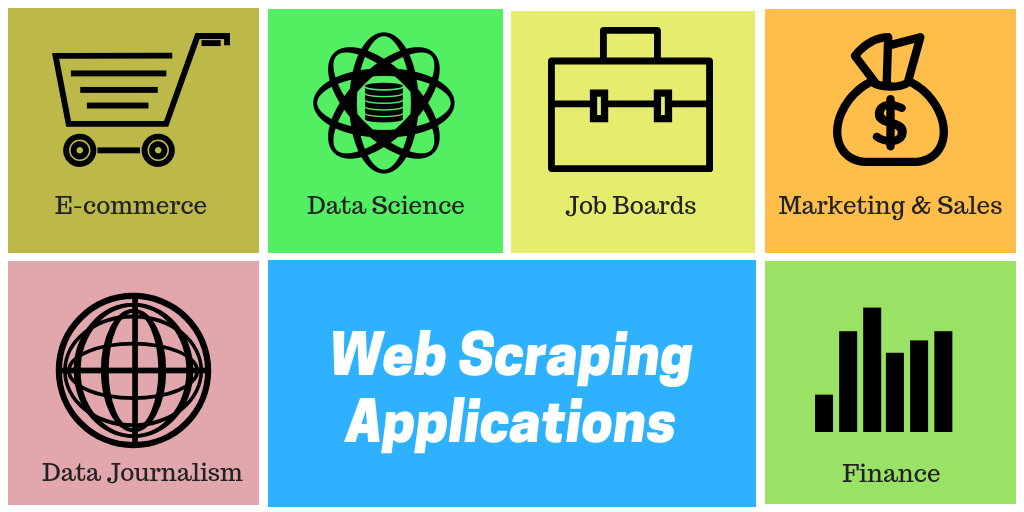 E-commerce
Data Science
Job Boards
$
Marketing & Sales
Data Journalism
Web Scraping
Applications
Finance